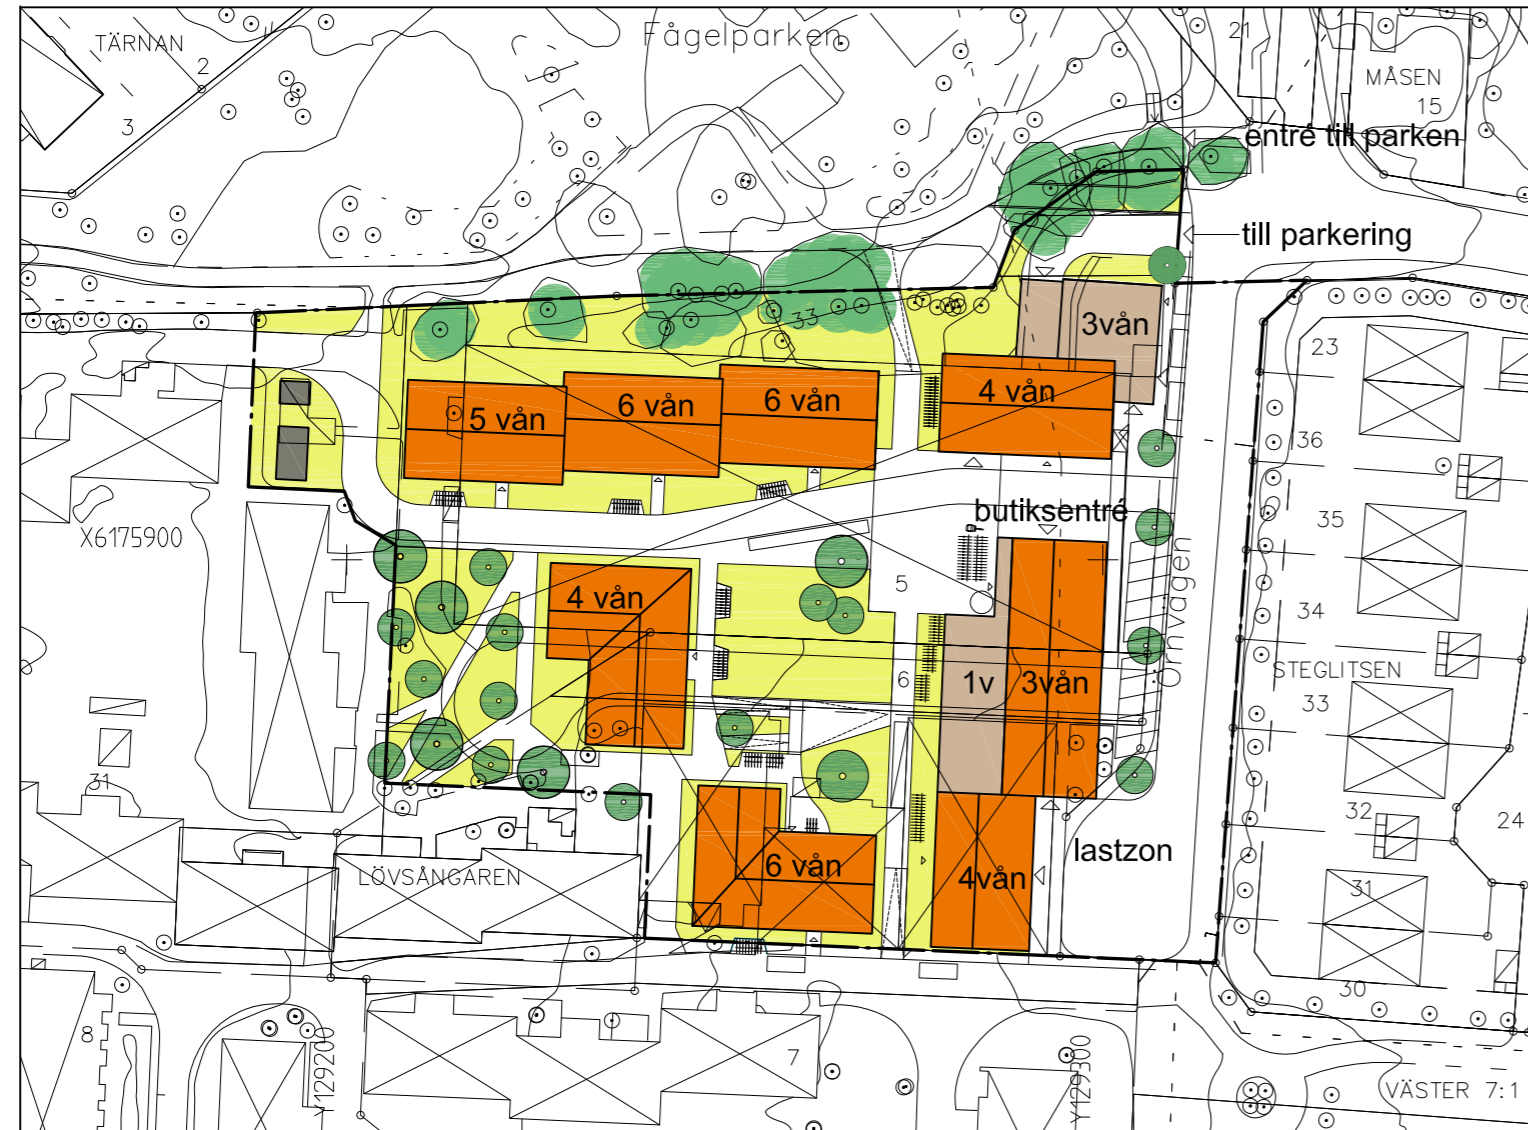 Fågelparken
TÄRNAN
2
3
21
MÅSEN
15
entré till parken
till parkering
33
3vån
23
5 vån
6 vån
6 vån
4 vån
36
butiksentré
35
X6175900
Örnvägen
4 vån
5
34
6
1v
3vån
STEGLITSEN
33
31
32
24
lastzon
6 vån
4vån
LÖVSÅNGAREN
31
30
8
Y129200
7
Y129300
VÄSTER 7:1